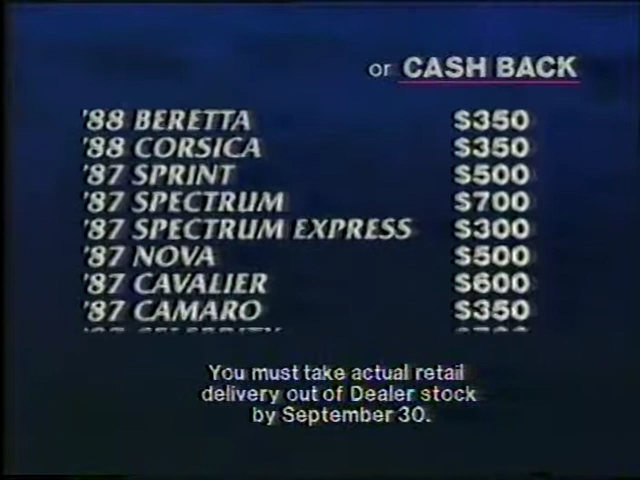 or CASH BACK
'88 BERETTA $350
'88 CORSICA $350
'87 SPRINT $500
'87 SPECTRUM $700
'87 SPECTRUM EXPRESS $300
'87 NOVA $500
'87 CAVALIER $600
'87 CAMARO $350
You must take actual retail
delivery out of Dealer stock
by September 30.